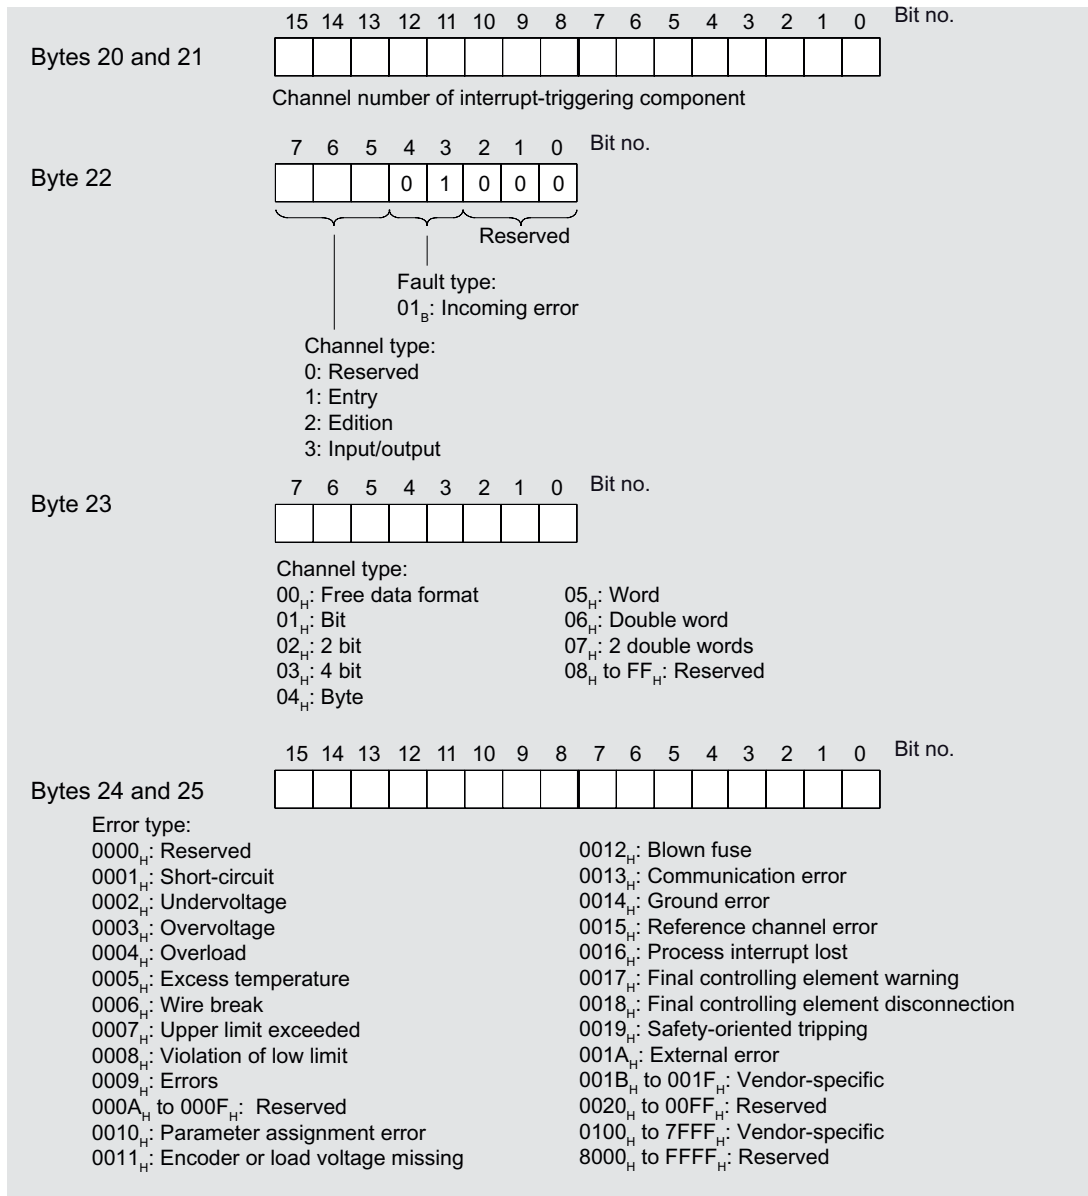 15 14 13 12 11 10 9 8 7 6 5 4 3 2 1 0 Bit no.
Bytes 20 and 21
Channel number of interrupt-triggering component
7 6 5 4 3 2 1 0 Bit no.
Byte 22
0 1 0 0 0
Reserved
Fault type:
01B: Incoming error
Channel type:
0: Reserved
1: Entry
2: Edition
3: Input/output
7 6 5 4 3 2 1 0 Bit no.
Byte 23
Channel type:
00H: Free data format
01H: Bit
02H: 2 bit
03H: 4 bit
04H: Byte
05H: Word
06H: Double word
07H: 2 double words
08H to FFH: Reserved
15 14 13 12 11 10 9 8 7 6 5 4 3 2 1 0 Bit no.
Bytes 24 and 25
Error type:
0000H: Reserved
0001H: Short-circuit
0002H: Undervoltage
0003H: Overvoltage
0004H: Overload
0005H: Excess temperature
0006H: Wire break
0007H: Upper limit exceeded
0008H: Violation of low limit
0009H: Errors
000AH to 000FH: Reserved
0010H: Parameter assignment error
0011H: Encoder or load voltage missing
0012H: Blown fuse
0013H: Communication error
0014H: Ground error
0015H: Reference channel error
0016H: Process interrupt lost
0017H: Final controlling element warning
0018H: Final controlling element disconnection
0019H: Safety-oriented tripping
001AH: External error
001BH to 001FH: Vendor-specific
0020H to 00FFH: Reserved
0100H to 7FFFH: Vendor-specific
8000H to FFFFH: Reserved